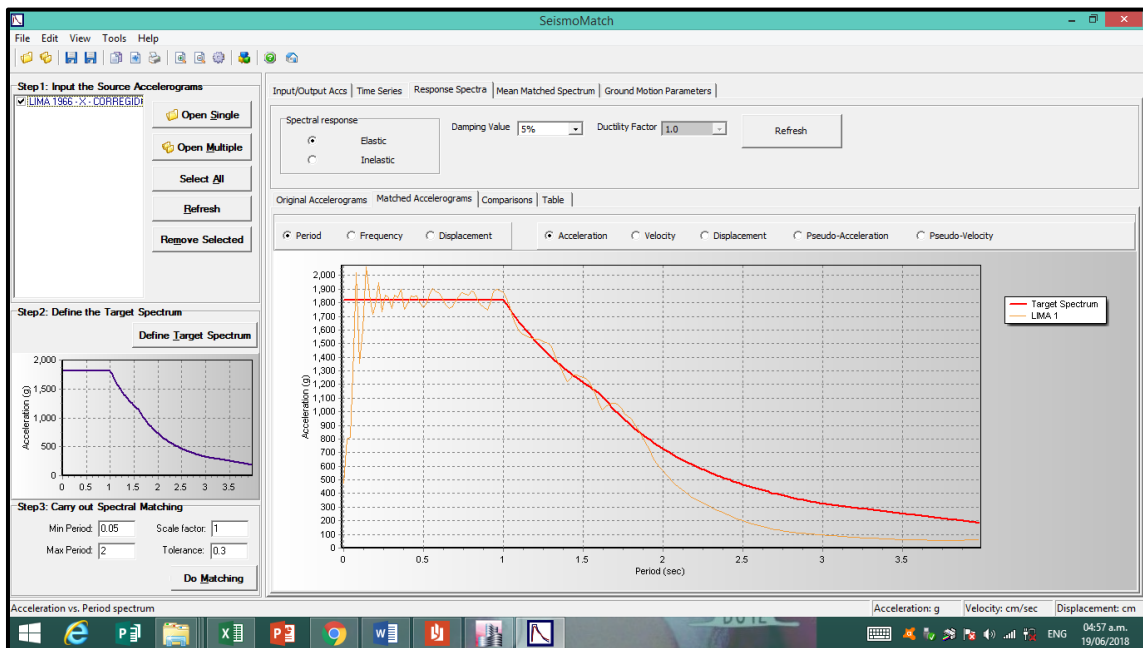 SeismoMatch
File Edit View Tools Help
Step1: Input the Source Accelerograms
LIMA 1966 - X - CORREGID
Open Single
Open Multiple
Select All
Refresh
Remove Selected
Step2: Define the Target Spectrum
Define Target Spectrum
2,000
1,500
1,000
500
0
Acceleration (g)
0 0.5 1 1.5 2 2.5 3 3.5
Step3: Carry out Spectral Matching
Min Period: 0.05 Scale factor: 1
Max Period: 2 Tolerance: 0.3
Do Matching
Input/Output Accs Time Series Response Spectra Mean Matched Spectrum Ground Motion Parameters
Spectral response
Elastic
Inelastic
Damping Value 5% Ductility Factor 1.0 Refresh
Original Accelerograms Matched Accelerograms Comparisons Table
Period Frequency Displacement Acceleration Velocity Displacement Pseudo-Acceleration Pseudo-Velocity
2,000
1,900
1,800
1,700
1,600
1,500
1,400
1,300
1,200
1,100
1,000
900
800
700
600
500
400
300
200
100
0
Acceleration (g)
0 0.5 1 1.5 2 2.5 3 3.5
Period (sec)
Target Spectrum
LIMA 1
Acceleration vs. Period spectrum
Acceleration: g Velocity: cm/sec Displacement: cm
ENG
04:57 a.m.
19/06/2018